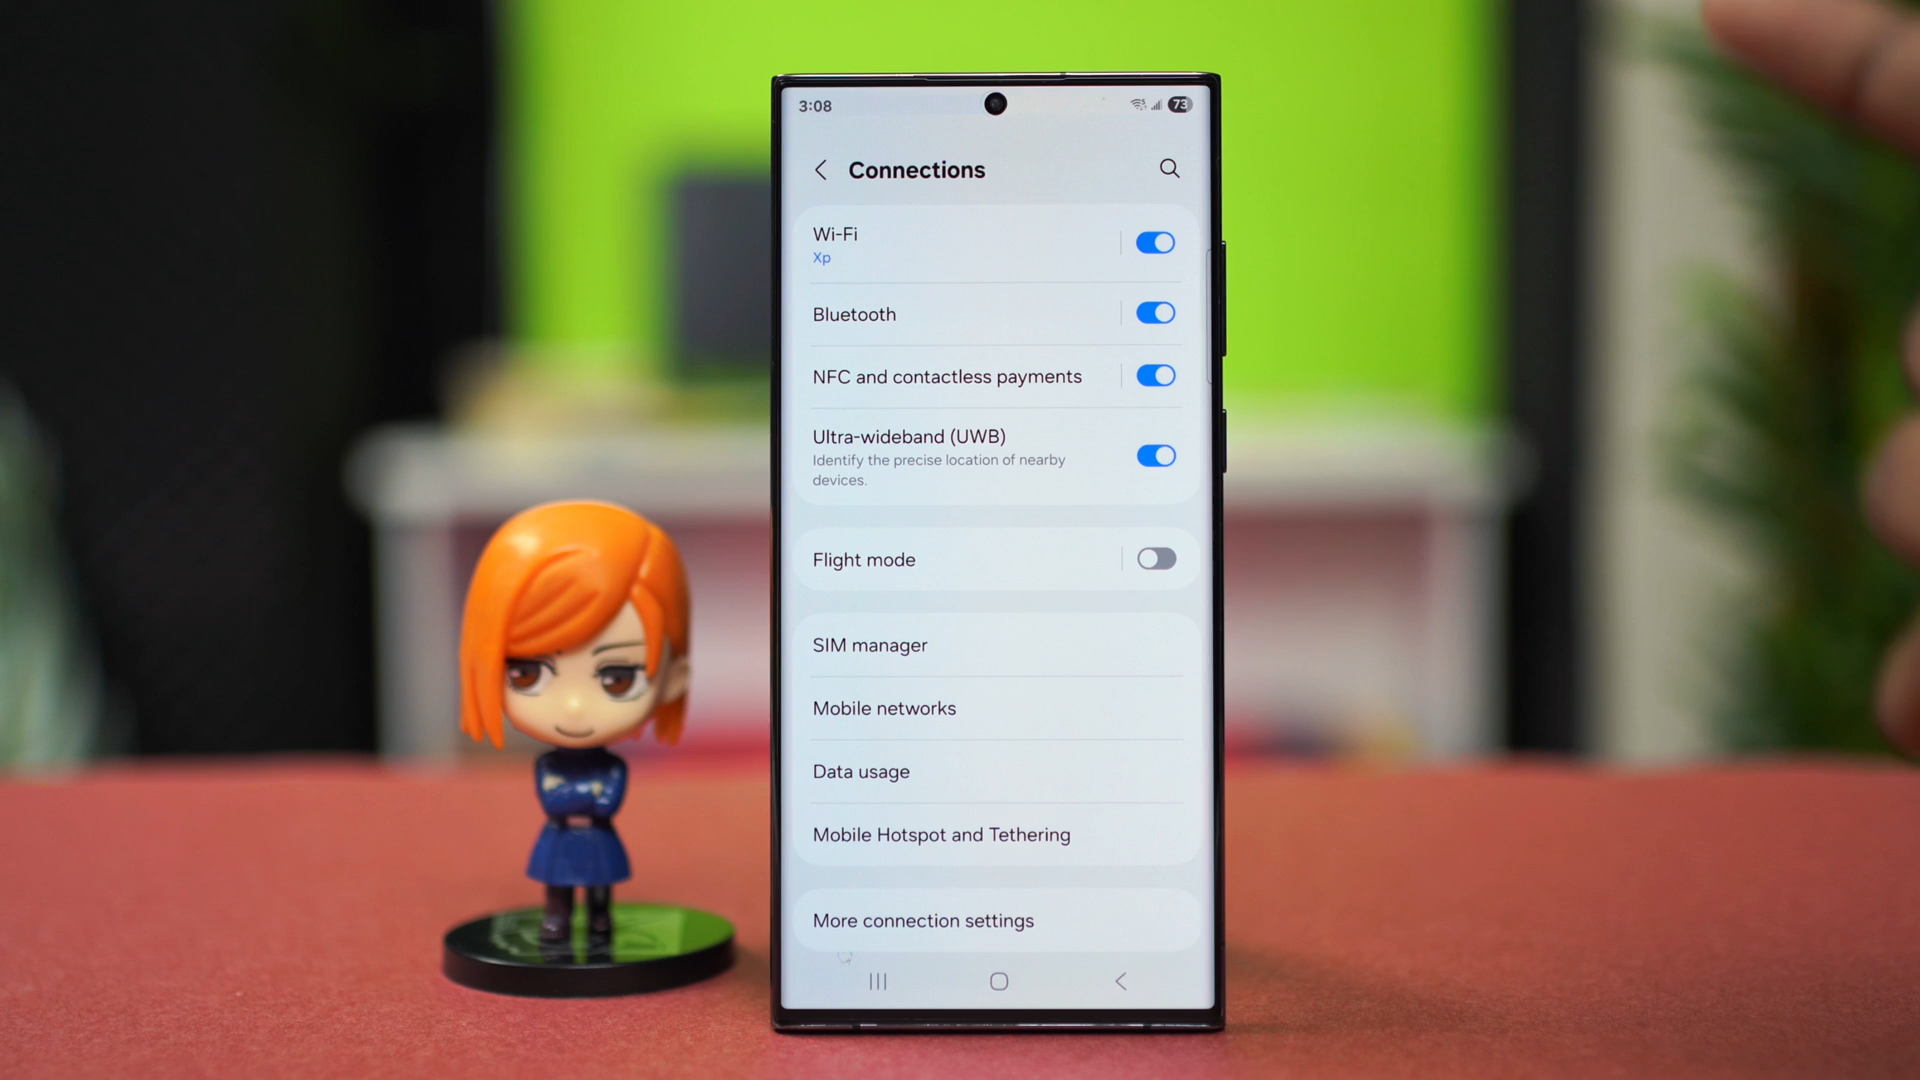 3:08
73
Connections
Wi-Fi
Xp
Bluetooth
NFC and contactless payments
Ultra-wideband (UWB)
Identify the precise location of nearby
devices.
Flight mode
SIM manager
Mobile networks
Data usage
Mobile Hotspot and Tethering
More connection settings